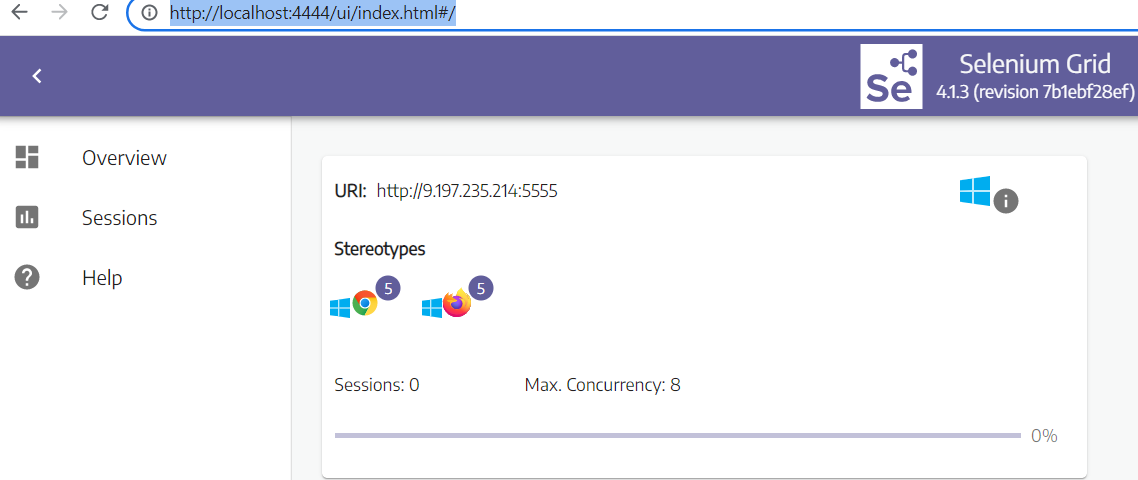 http://localhost:4444/ui/index.html#/
Se
Selenium Grid
4.1.3 (revision 7b1ebf28ef)
Overview
Sessions
Help
URI: http://9.197.235.214:5555
Stereotypes
5 5
Sessions: 0 Max. Concurrency: 8
0%